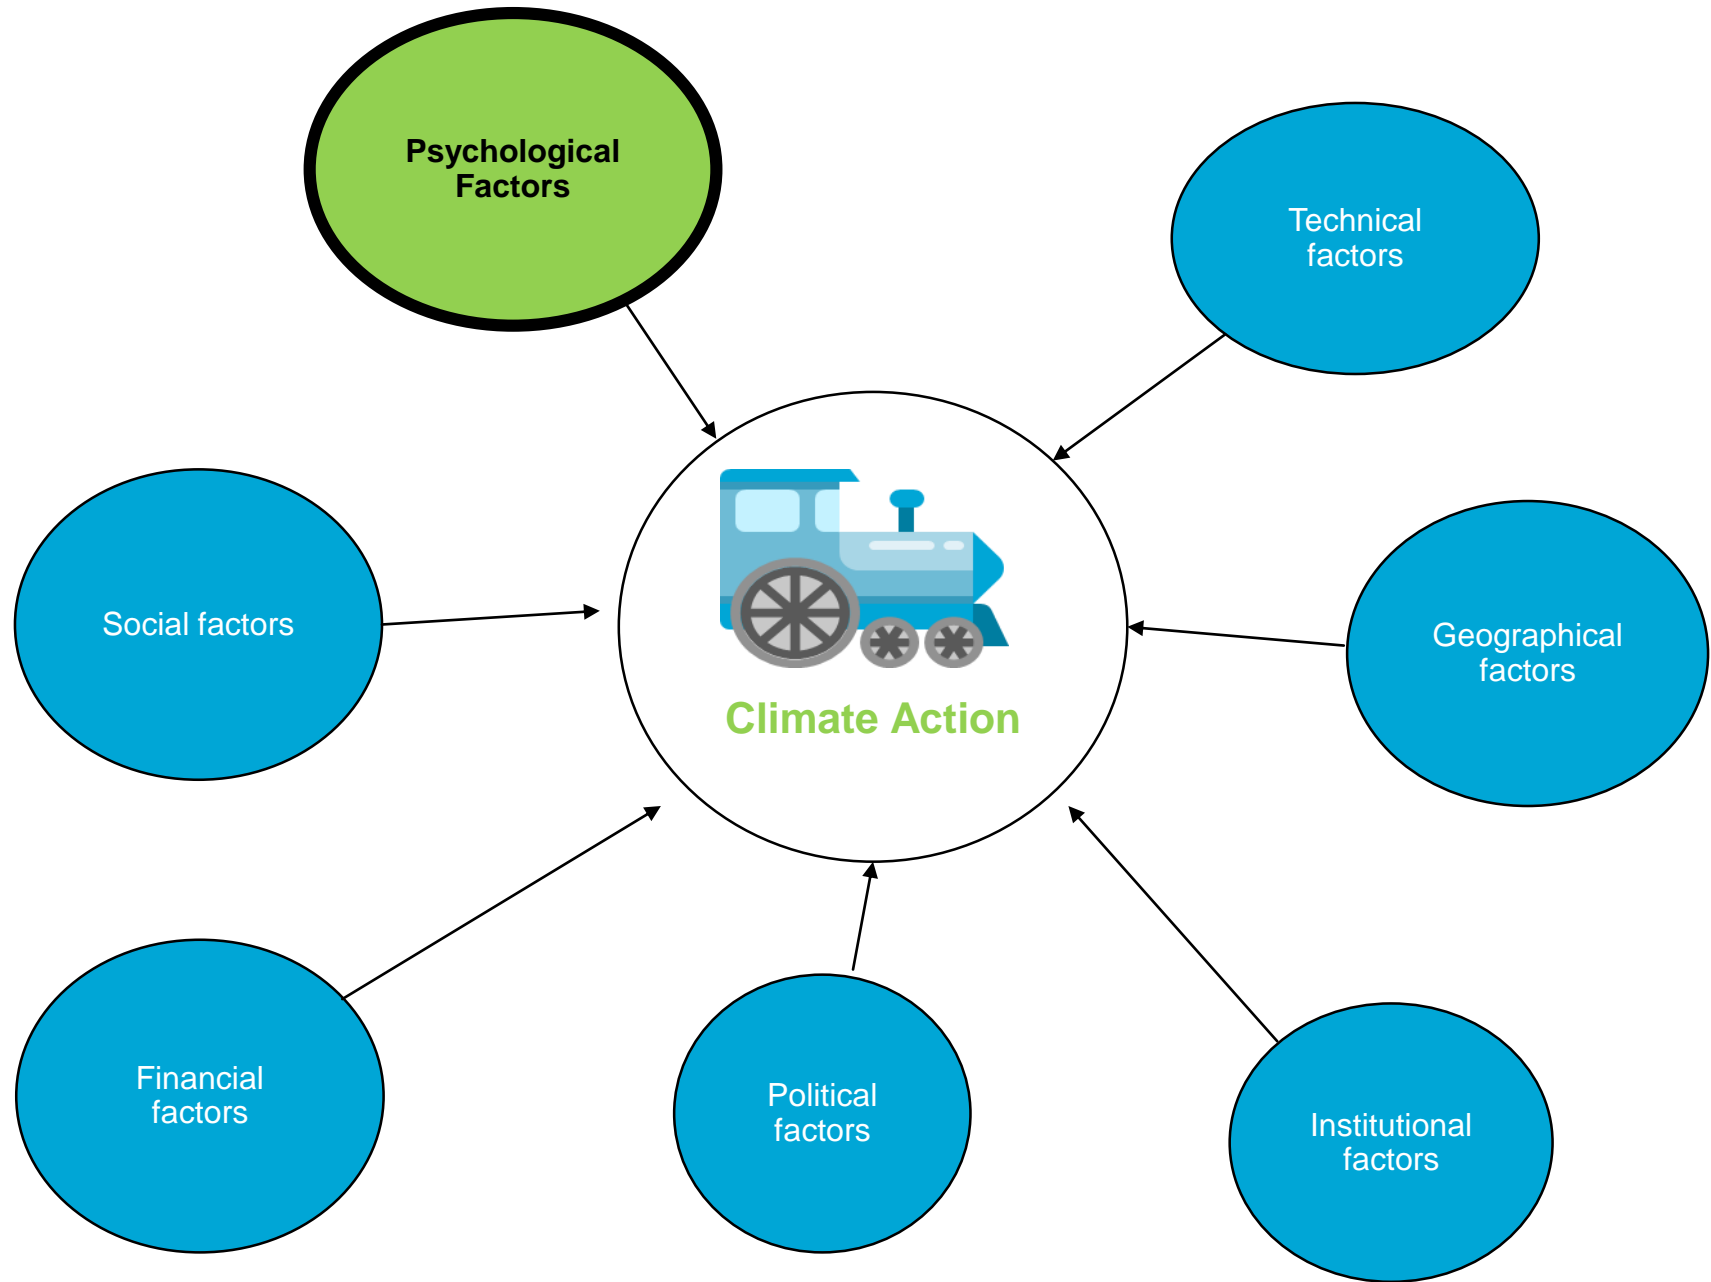 Psychological
Factors
Technical
factors
Social factors
Climate Action
Geographical
factors
Financial
factors
Political
factors
Institutional
factors